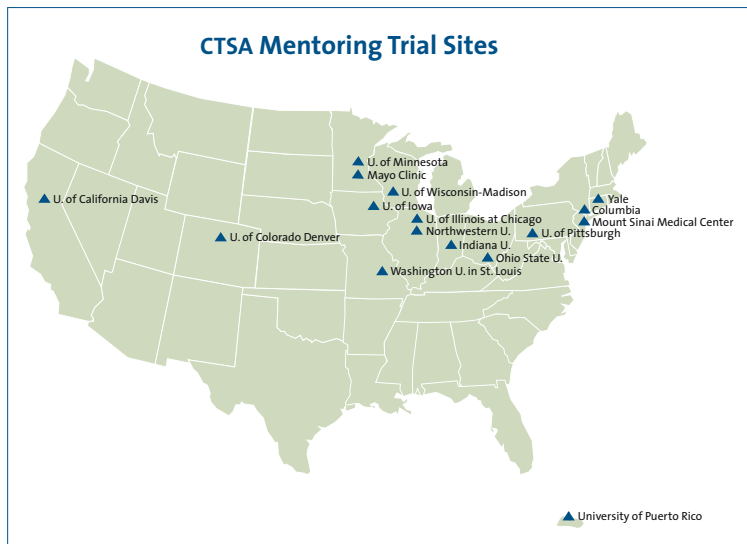 CTSA Mentoring Trial Sites
U. of Minnesota
Mayo Clinic
U. of California Davis
U. of Wisconsin-Madison
Yale
U. of Iowa
Columbia
U. of Illinois at Chicago
Mount Sinai Medical Center
Northwestern U.
U. of Pittsburgh
U. of Colorado Denver
Indiana U.
Ohio State U.
Washington U. in St. Louis
University of Puerto Rico